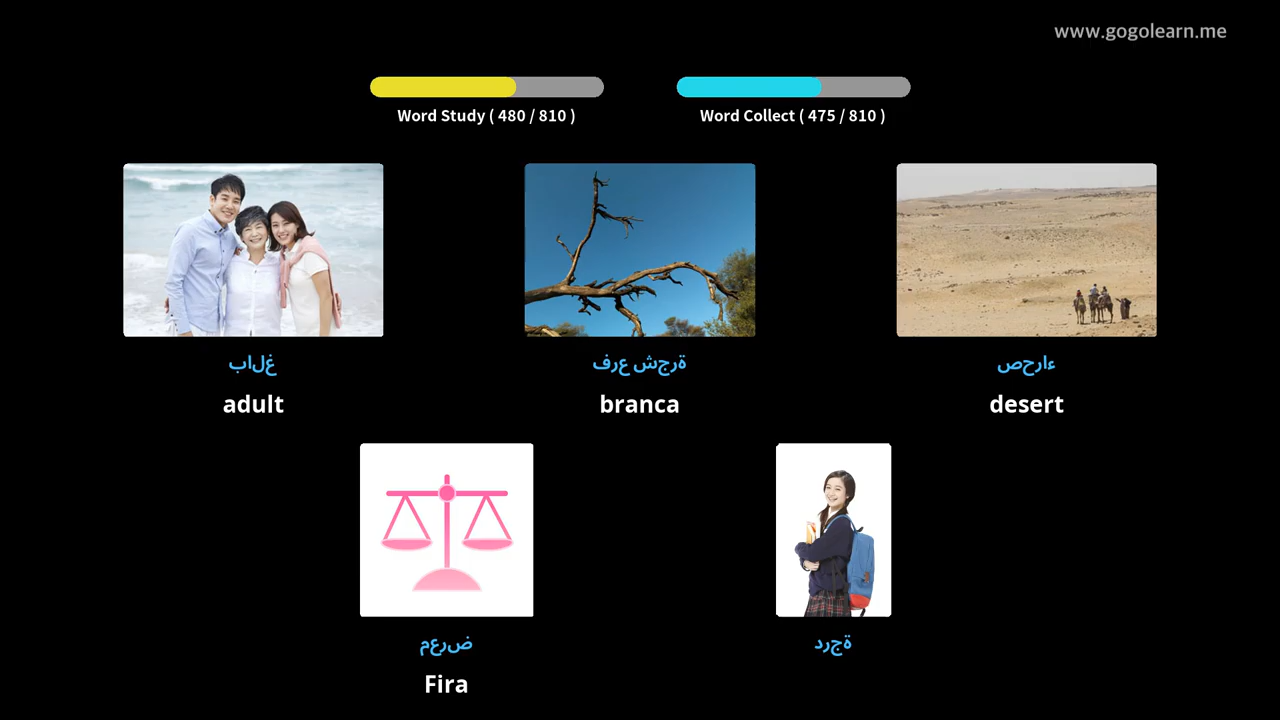 www.gogolearn.me
Word Study ( 480 / 810 )
Word Collect ( 475 / 810 )
غلاب
adult
ةرجش عرف
branca
ءارحص
desert
ضرعم
Fira
ةجرد